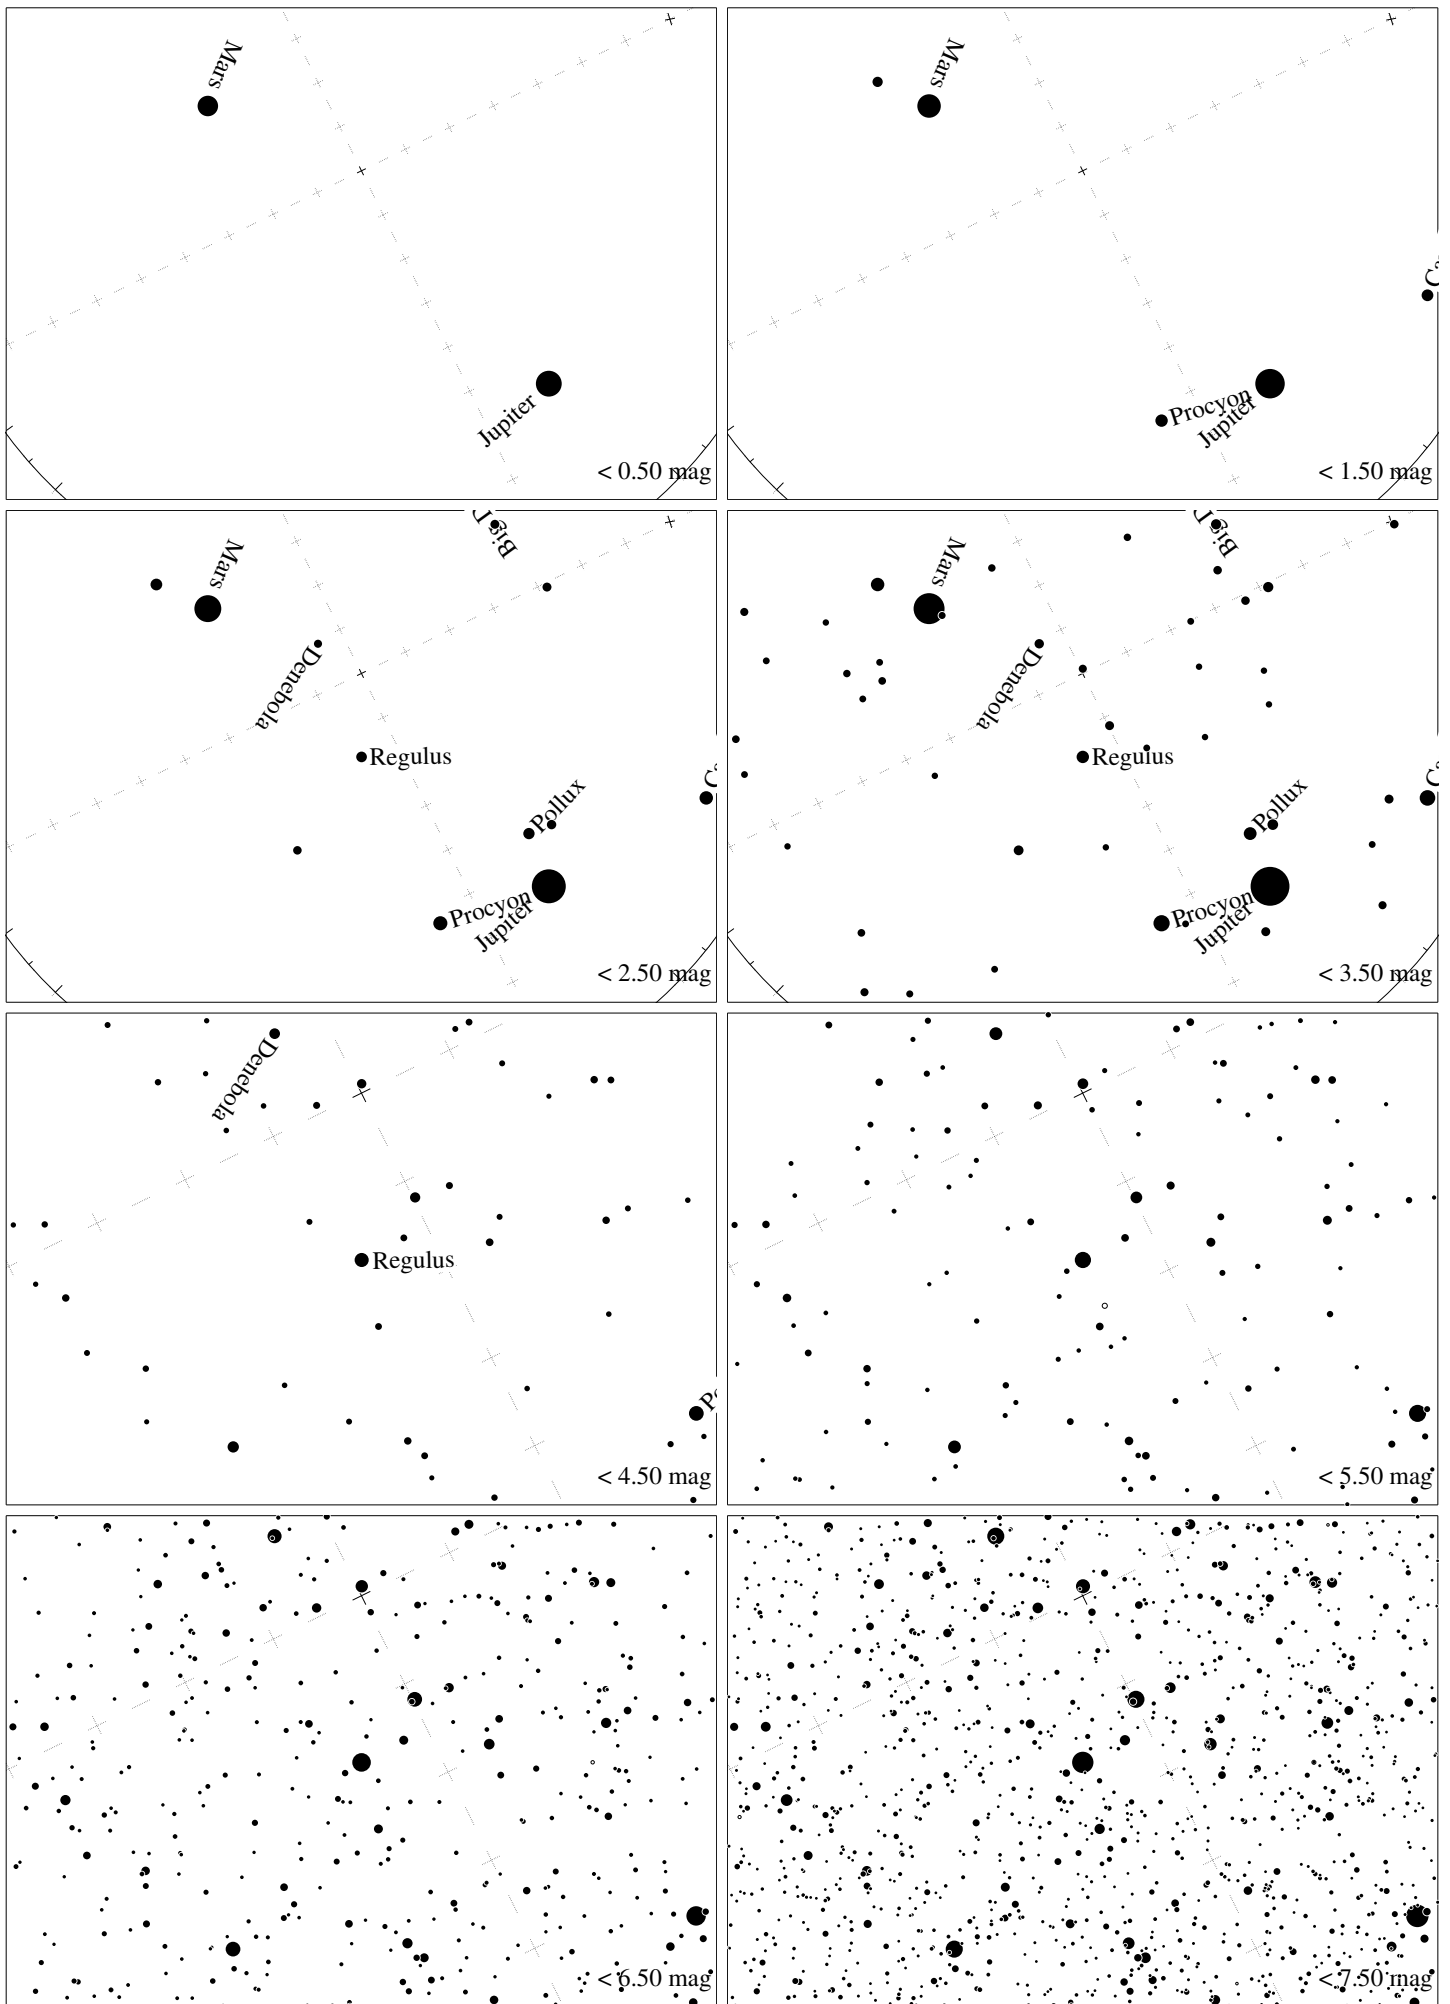 Mars
Jupiter
< 0.50 mag
Mars
Procyon
Jupiter
< 1.50 mag
Mars
Denebola
Regulus
Pollux
Procyon
Jupiter
< 2.50 mag
Mars
Denebola
Regulus
Pollux
Procyon
Jupiter
< 3.50 mag
Denebola
Regulus
< 4.50 mag
< 5.50 mag
< 6.50 mag
< 7.50 mag